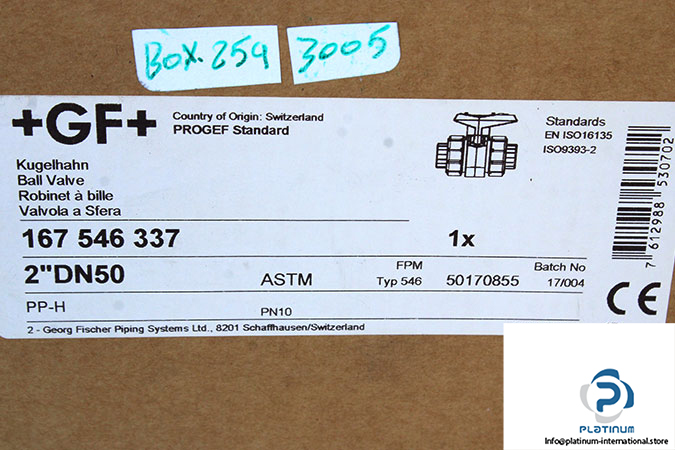 BOX.259 3005
+GF+
Country of Origin: Switzerland
PROGEF Standard
Standards
EN ISO16135
ISO9393-2
Kugelhahn
Ball Valve
Robinet à bille
Valvola a Sfera
167 546 337 1x
2"DN50 ASTM FPM Typ 546 50170855 Batch No 17/004
PP-H PN10
2 - Georg Fischer Piping Systems Ltd., 8201 Schaffhausen/Switzerland
7 612988 530702
CE
PLATINUM
Info@platinum-international.store